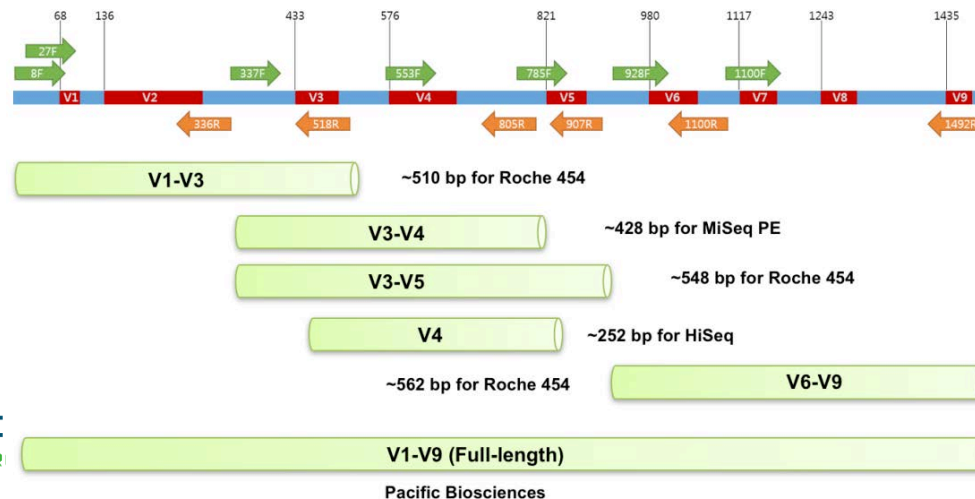 68 136 433 576 821 980 1117 1243 1435
27F
8F 337F 553F 785F 928F 1100F
V1 V2 V3 V4 V5 V6 V7 V8 V9
336R 518R 805R 907R 1100R 1492R
V1-V3 ~510 bp for Roche 454
V3-V4 ~428 bp for MiSeq PE
V3-V5 ~548 bp for Roche 454
V4 ~252 bp for HiSeq
~562 bp for Roche 454 V6-V9
V1-V9 (Full-length)
Pacific Biosciences